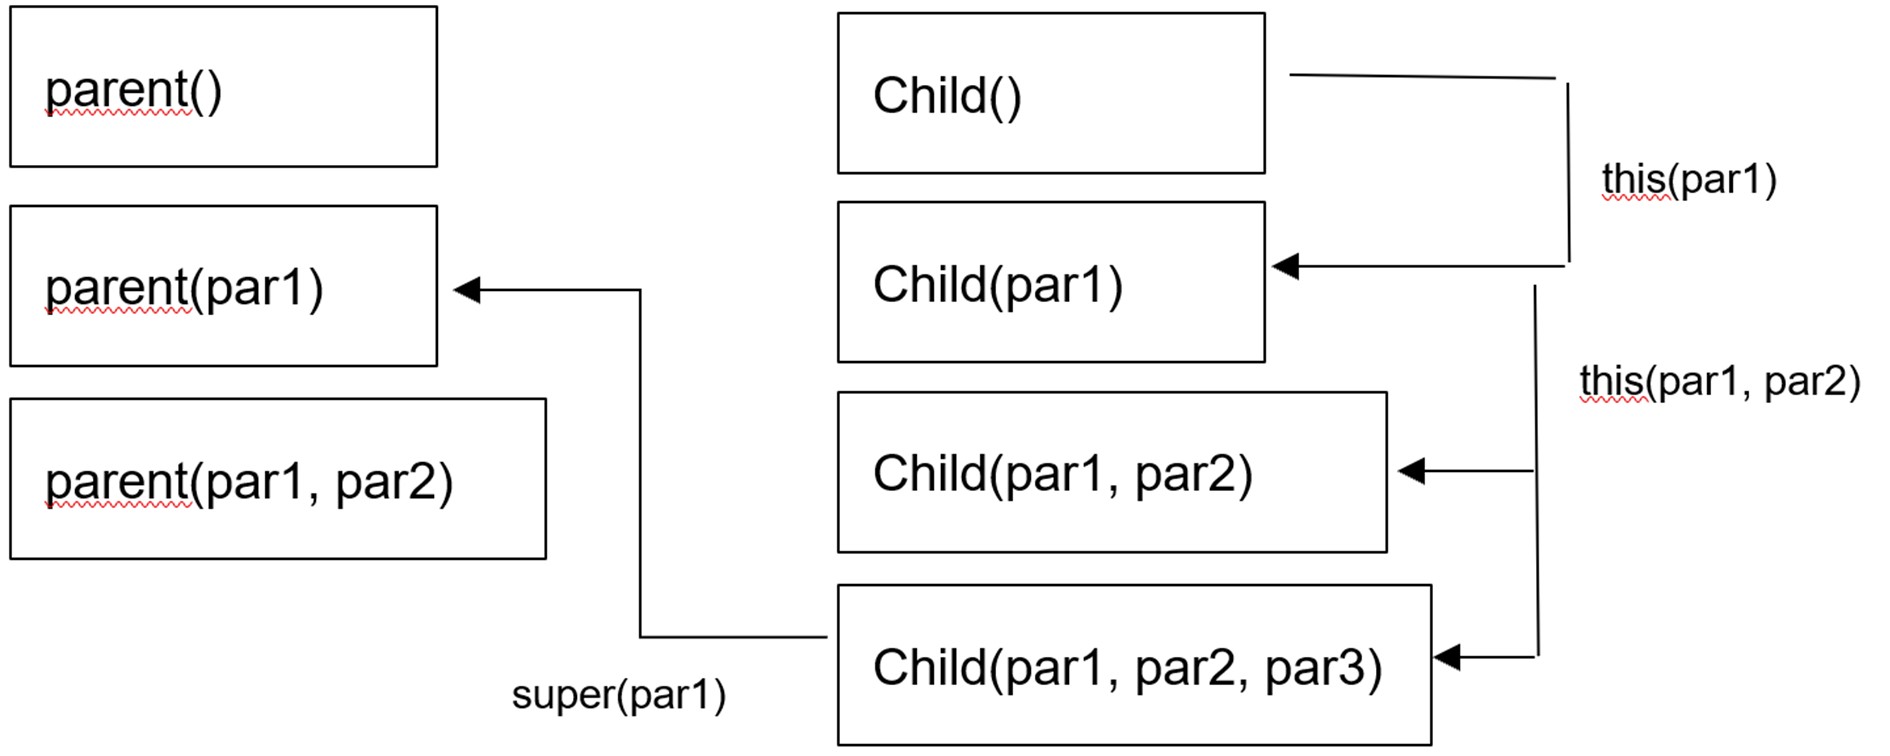 parent()
Child()
this(par1)
parent(par1)
Child(par1)
this(par1, par2)
parent(par1, par2)
Child(par1, par2)
Child(par1, par2, par3)
super(par1)